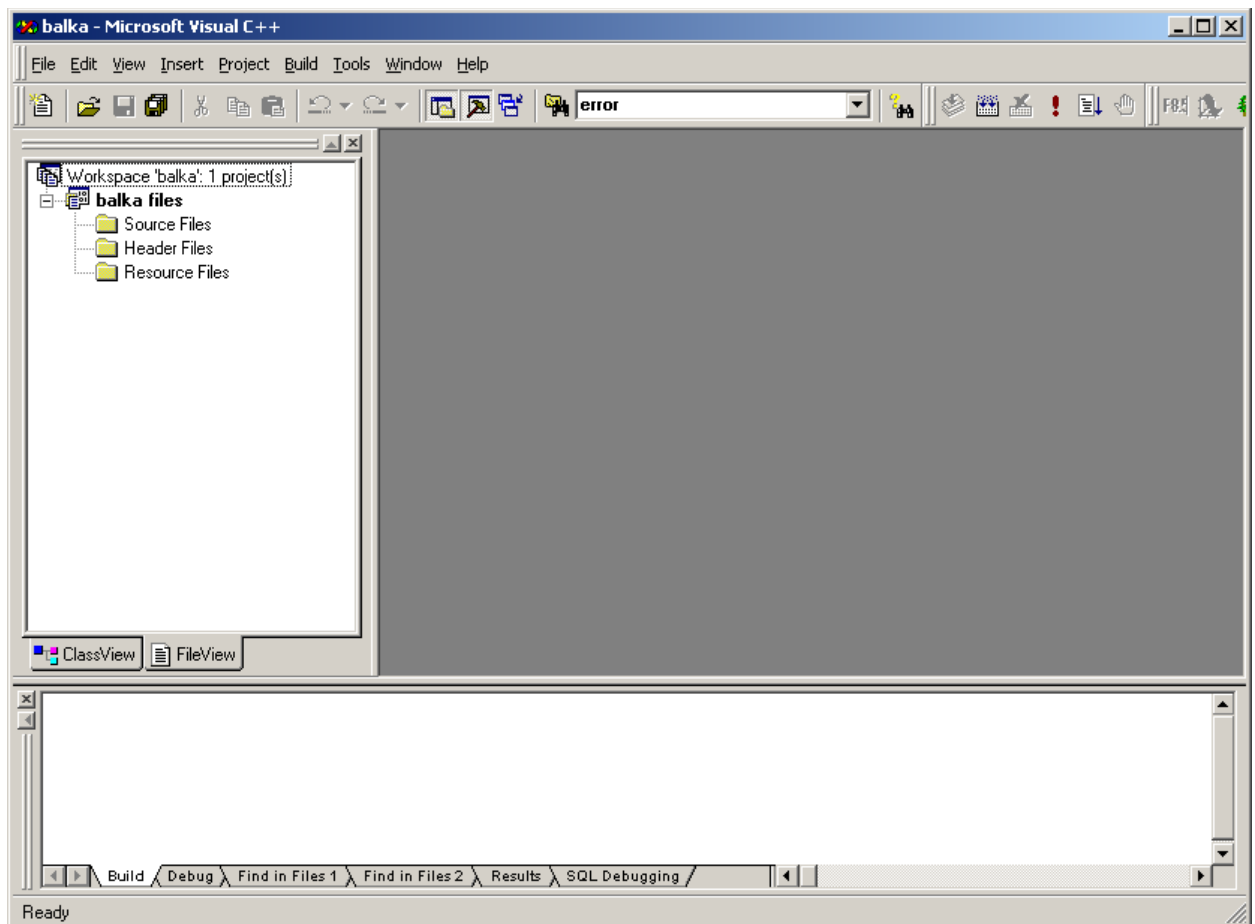 balka - Microsoft Visual C++
File Edit View Insert Project Build Tools Window Help
error
Workspace 'balka': 1 project(s)
balka files
Source Files
Header Files
Resource Files
ClassView FileView
Build Debug Find in Files 1 Find in Files 2 Results SQL Debugging
Ready